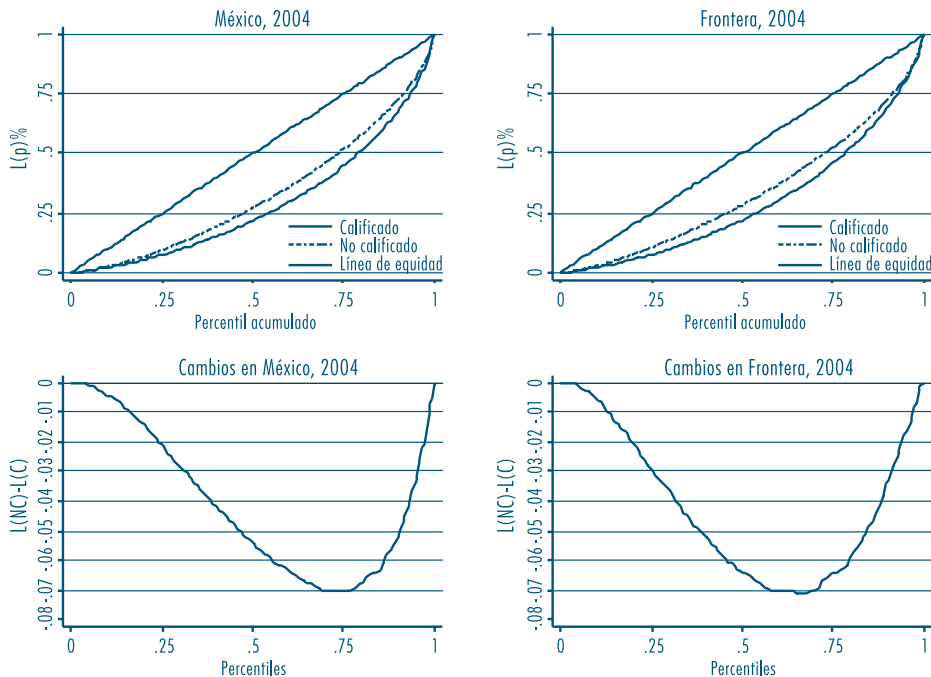 México, 2004
L(p)%
1
.75
.5
.25
0
Calificado
No calificado
Línea de equidad
0 .25 .5 .75 1
Percentil acumulado
Frontera, 2004
L(p)%
1
.75
.5
.25
0
Calificado
No calificado
Línea de equidad
0 .25 .5 .75 1
Percentil acumulado
Cambios en México, 2004
L(NC)-L(C)
0
-.01
-.02
-.03
-.04
-.05
-.06
-.07
-.08
0 .25 .5 .75 1
Percentiles
Cambios en Frontera, 2004
L(NC)-L(C)
0
-.01
-.02
-.03
-.04
-.05
-.06
-.07
-.08
0 .25 .5 .75 1
Percentiles